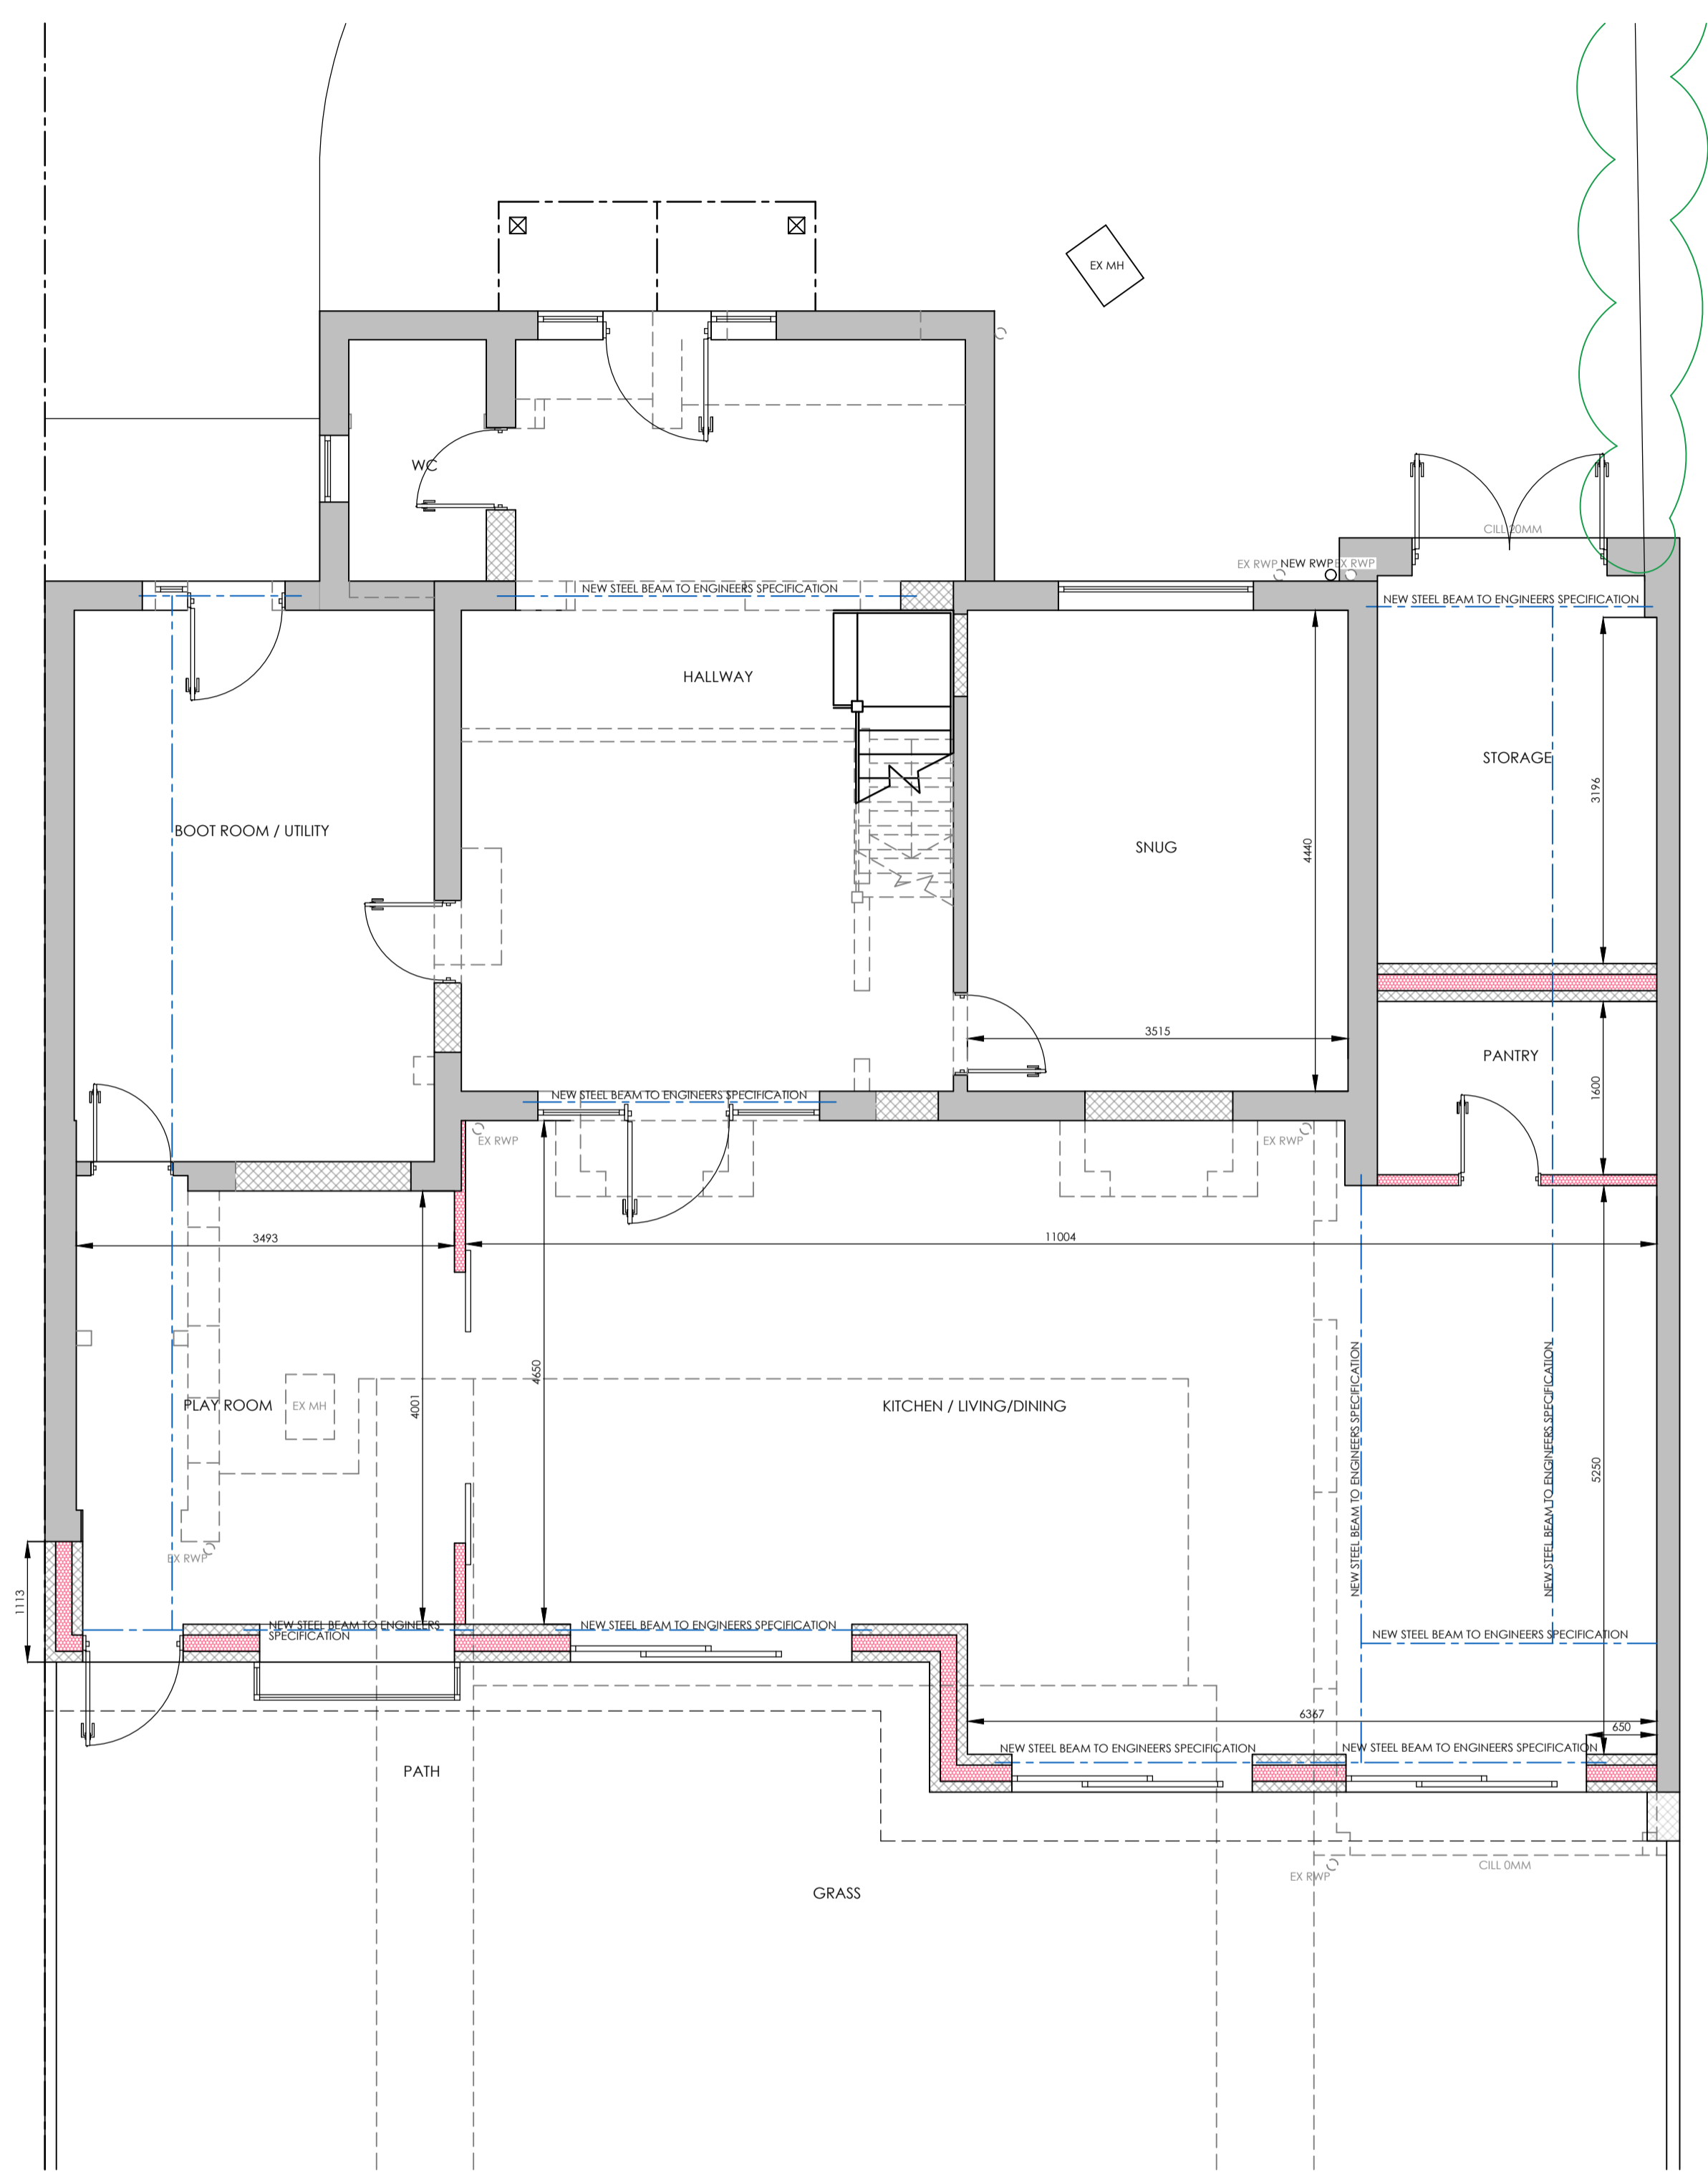 EX MH
WC
CILL 20MM
EX RWP NEW RWP EX RWP
NEW STEEL BEAM TO ENGINEERS SPECIFICATION
NEW STEEL BEAM TO ENGINEERS SPECIFICATION
HALLWAY
STORAGE
3196
BOOT ROOM / UTILITY
SNUG
4440
3515
PANTRY
1600
NEW STEEL BEAM TO ENGINEERS SPECIFICATION
EX RWP
EX RWP
3493
11004
4650
4001
PLAY ROOM
EX MH
KITCHEN / LIVING/DINING
NEW STEEL BEAM TO ENGINEERS SPECIFICATION
NEW STEEL BEAM TO ENGINEERS SPECIFICATION
5250
EX RWP
1113
NEW STEEL BEAM TO ENGINEERS
SPECIFICATION
NEW STEEL BEAM TO ENGINEERS SPECIFICATION
NEW STEEL BEAM TO ENGINEERS SPECIFICATION
6367
650
NEW STEEL BEAM TO ENGINEERS SPECIFICATION
NEW STEEL BEAM TO ENGINEERS SPECIFICATION
PATH
CILL 0MM
EX RWP
GRASS